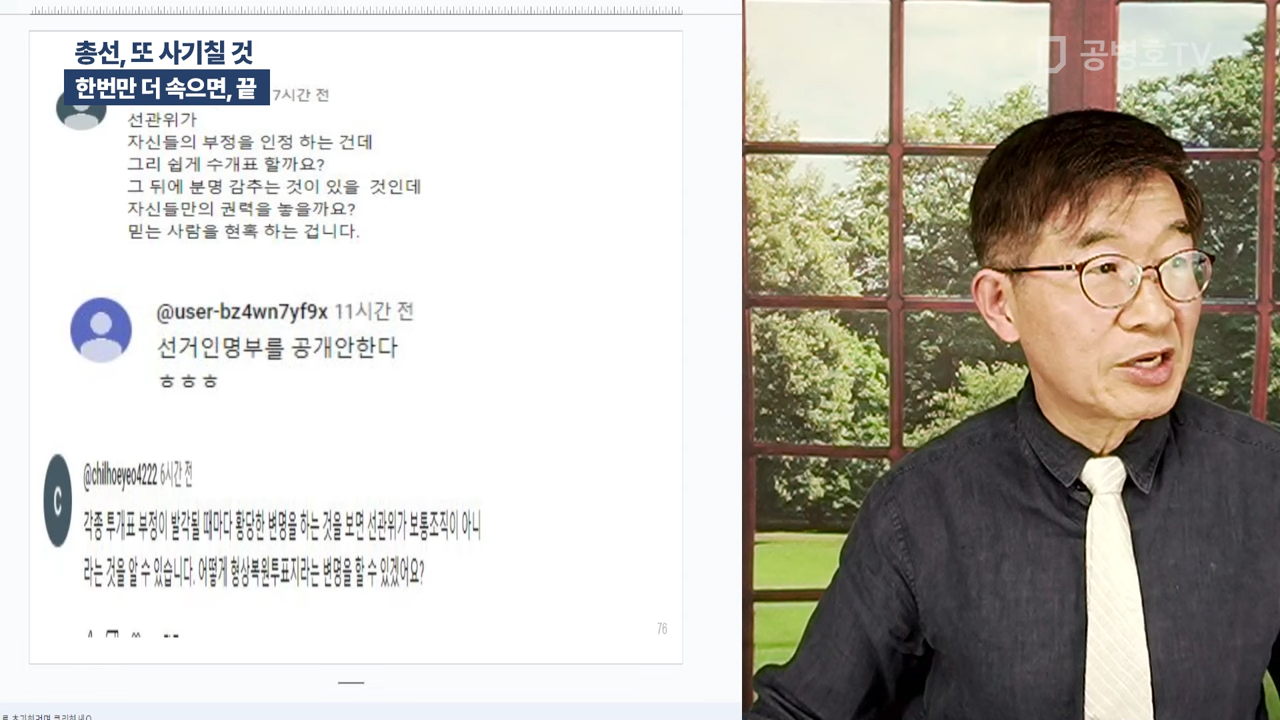 총선, 또 사기칠 것
한번만 더 속으면, 끝
7시간 전
선관위가
자신들의 부정을 인정 하는 건데
그리 쉽게 수개표 할까요?
그 뒤에 분명 감추는 것이 있을 것인데
자신들만의 권력을 놓을까요?
믿는 사람을 현혹 하는 겁니다.
@user-bz4wn7yf9x 11시간 전
선거인명부를 공개안한다
ㅎㅎㅎ
C
@chilhoeyeo4222 6시간 전
각종 투개표 부정이 발각될 때마다 황당한 변명을 하는 것을 보면 선관위가 보통조직이 아니
라는 것을 알 수 있습니다. 어떻게 형상복원투표지라는 변명을 할 수 있겠어요?
76
공병호TV